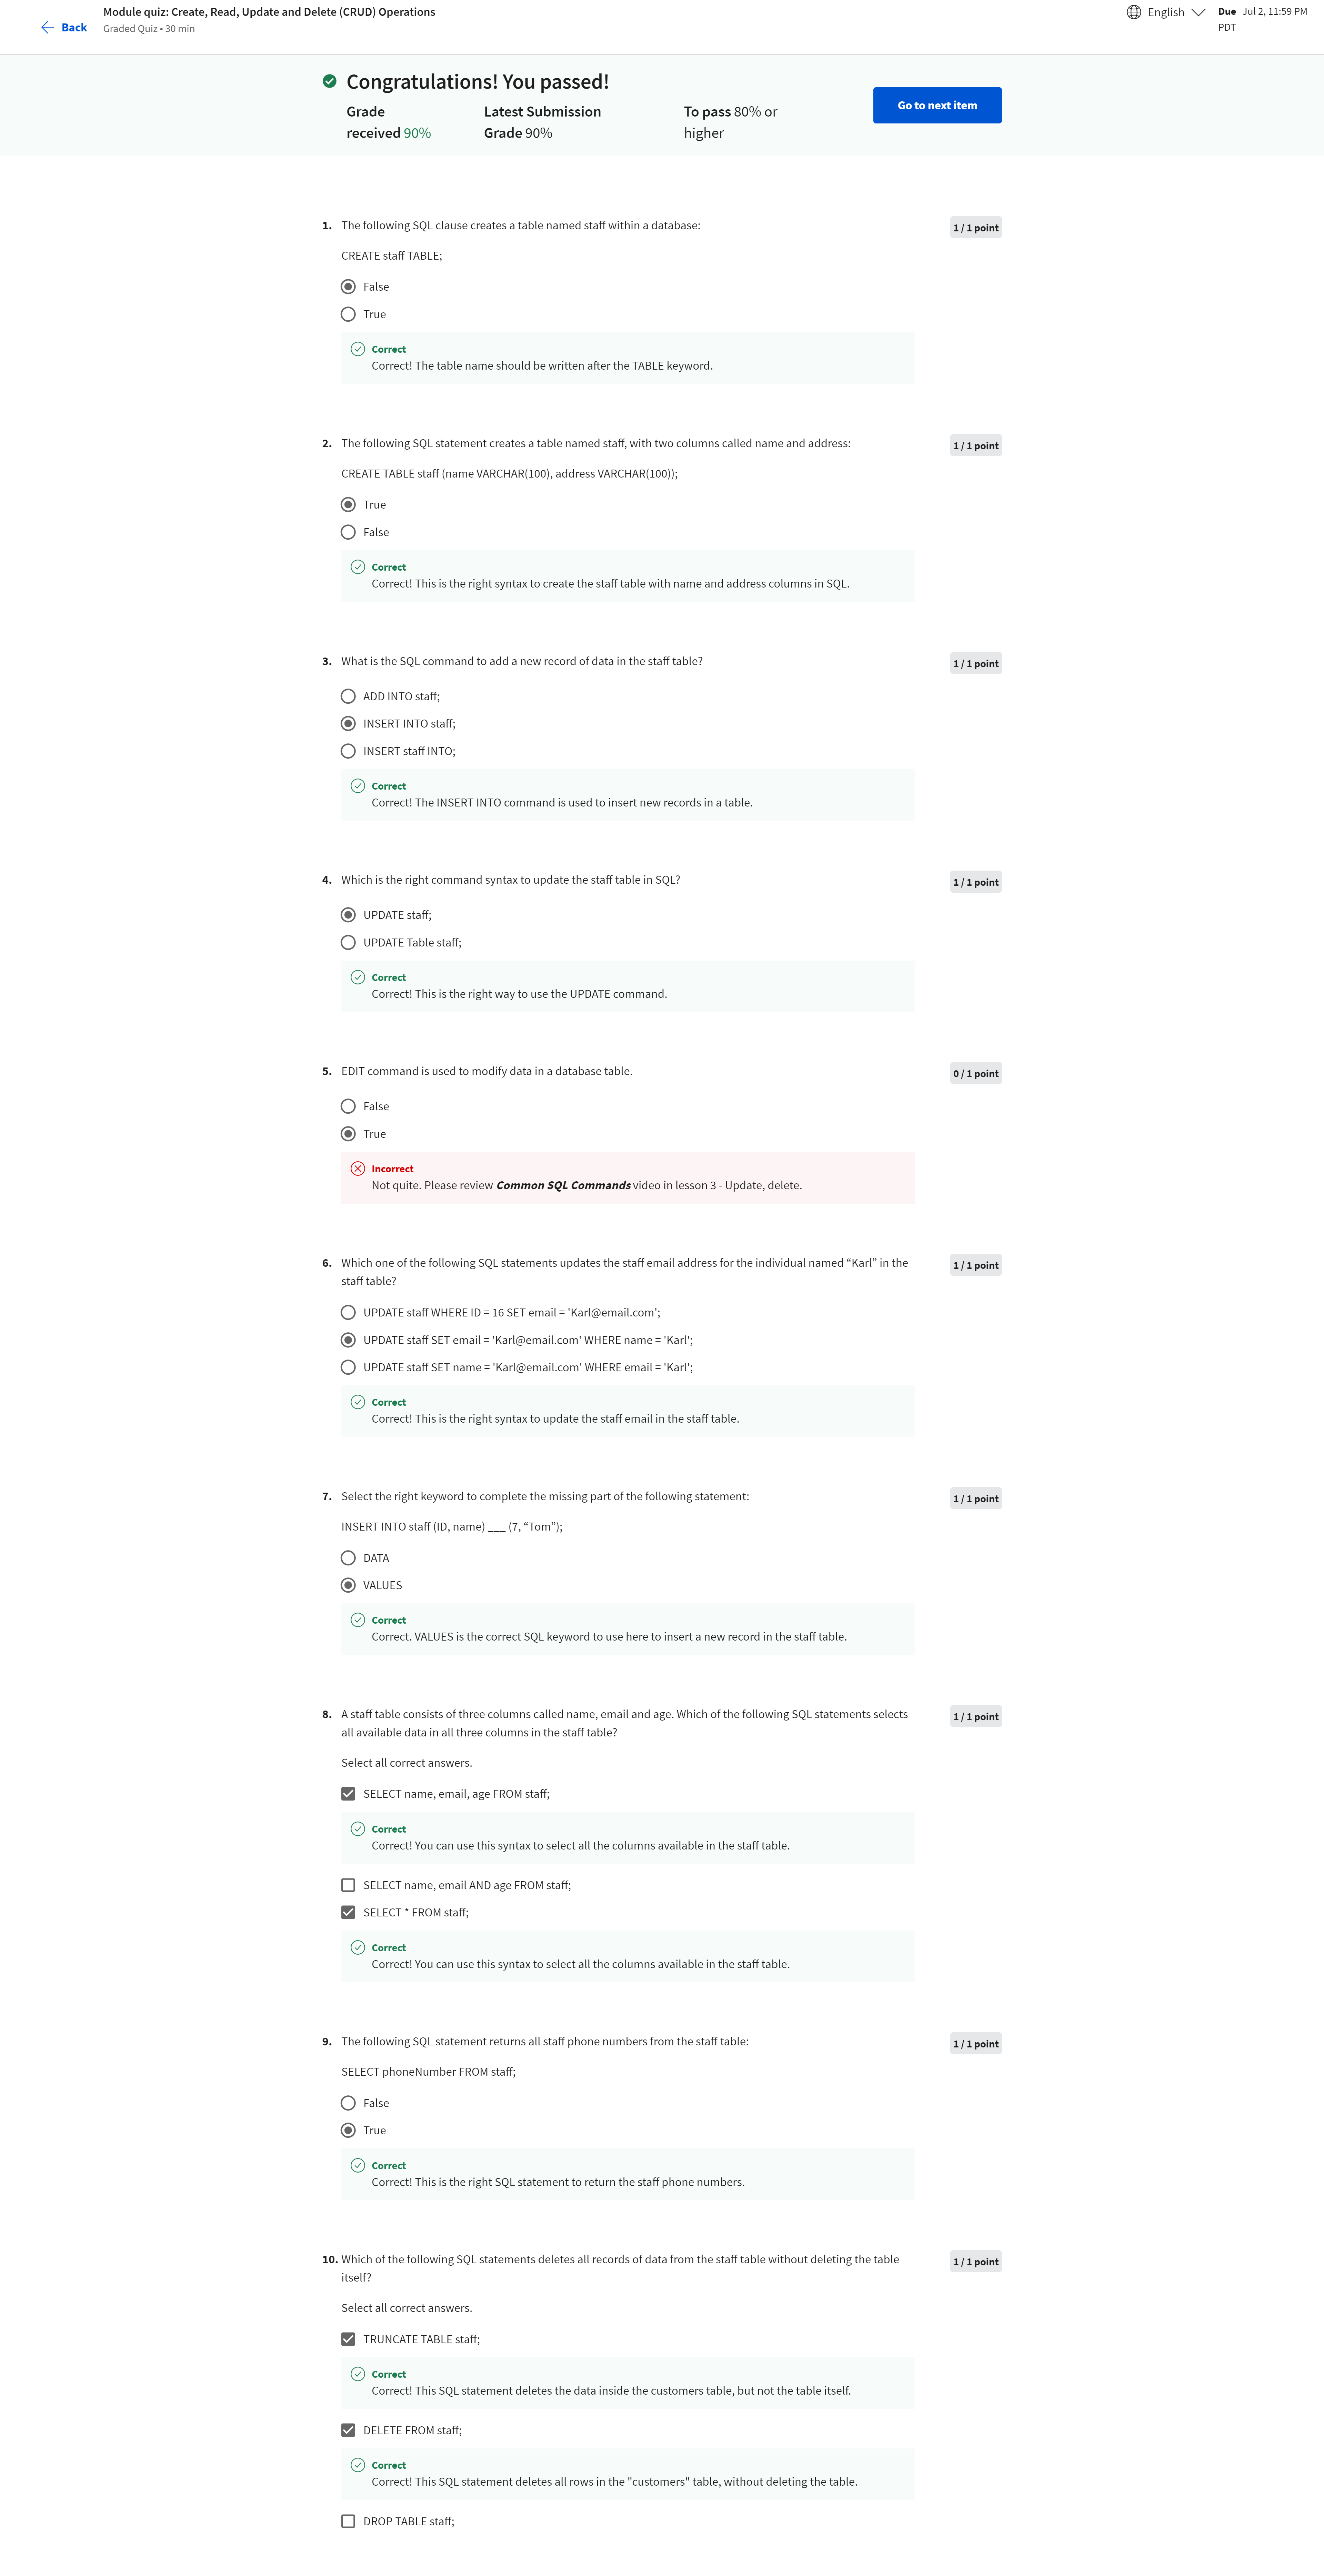 Back
Module quiz: Create, Read, Update and Delete (CRUD) Operations
Graded Quiz • 30 min
English
Due Jul 2, 11:59 PM
PDT
Congratulations! You passed!
Grade
received 90%
Latest Submission
Grade 90%
To pass 80% or
higher
Go to next item
1. The following SQL clause creates a table named staff within a database:
1 / 1 point
CREATE staff TABLE;
False
True
Correct
Correct! The table name should be written after the TABLE keyword.
2. The following SQL statement creates a table named staff, with two columns called name and address:
1 / 1 point
CREATE TABLE staff (name VARCHAR(100), address VARCHAR(100));
True
False
Correct
Correct! This is the right syntax to create the staff table with name and address columns in SQL.
3. What is the SQL command to add a new record of data in the staff table?
1 / 1 point
ADD INTO staff;
INSERT INTO staff;
INSERT staff INTO;
Correct
Correct! The INSERT INTO command is used to insert new records in a table.
4. Which is the right command syntax to update the staff table in SQL?
1 / 1 point
UPDATE staff;
UPDATE Table staff;
Correct
Correct! This is the right way to use the UPDATE command.
5. EDIT command is used to modify data in a database table.
0 / 1 point
False
True
Incorrect
Not quite. Please review Common SQL Commands video in lesson 3 - Update, delete.
6. Which one of the following SQL statements updates the staff email address for the individual named “Karl” in the
staff table?
1 / 1 point
UPDATE staff WHERE ID = 16 SET email = 'Karl@email.com';
UPDATE staff SET email = 'Karl@email.com' WHERE name = 'Karl';
UPDATE staff SET name = 'Karl@email.com' WHERE email = 'Karl';
Correct
Correct! This is the right syntax to update the staff email in the staff table.
7. Select the right keyword to complete the missing part of the following statement:
1 / 1 point
INSERT INTO staff (ID, name) ___ (7, “Tom”);
DATA
VALUES
Correct
Correct. VALUES is the correct SQL keyword to use here to insert a new record in the staff table.
8. A staff table consists of three columns called name, email and age. Which of the following SQL statements selects
all available data in all three columns in the staff table?
1 / 1 point
Select all correct answers.
SELECT name, email, age FROM staff;
Correct
Correct! You can use this syntax to select all the columns available in the staff table.
SELECT name, email AND age FROM staff;
SELECT * FROM staff;
Correct
Correct! You can use this syntax to select all the columns available in the staff table.
9. The following SQL statement returns all staff phone numbers from the staff table:
1 / 1 point
SELECT phoneNumber FROM staff;
False
True
Correct
Correct! This is the right SQL statement to return the staff phone numbers.
10. Which of the following SQL statements deletes all records of data from the staff table without deleting the table
itself?
1 / 1 point
Select all correct answers.
TRUNCATE TABLE staff;
Correct
Correct! This SQL statement deletes the data inside the customers table, but not the table itself.
DELETE FROM staff;
Correct
Correct! This SQL statement deletes all rows in the "customers" table, without deleting the table.
DROP TABLE staff;